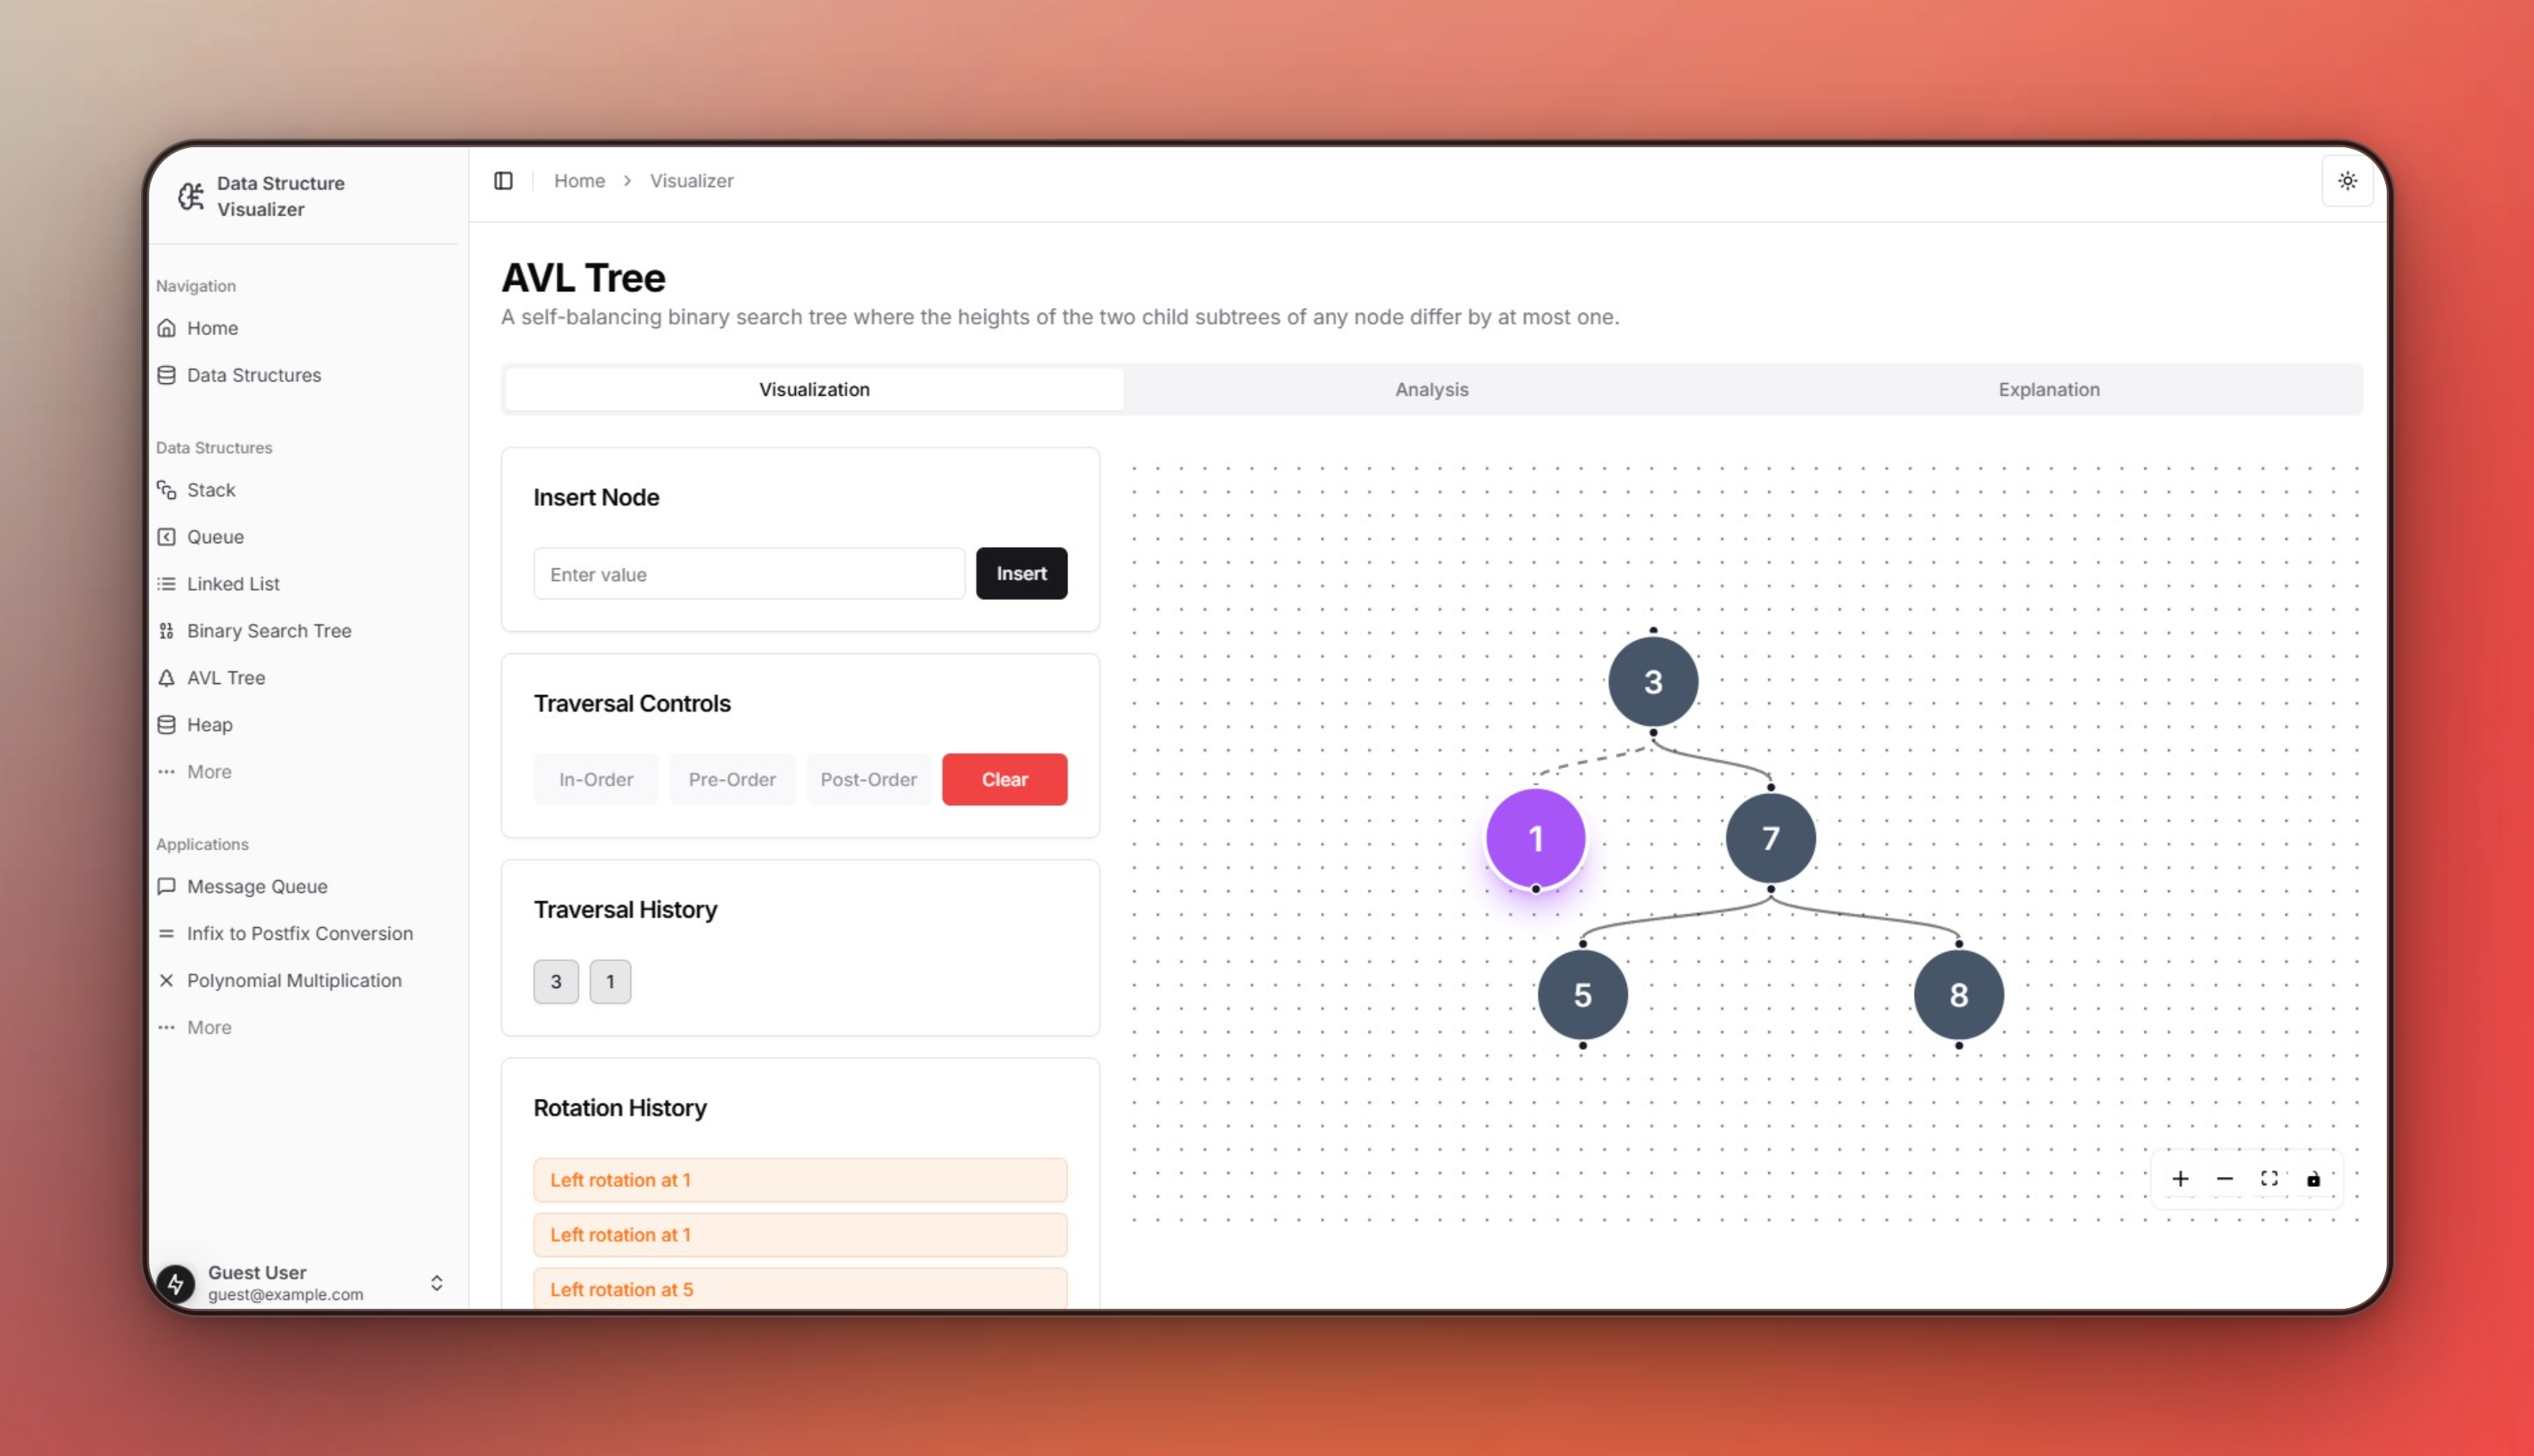 Data Structure
Visualizer
Navigation
Home
Data Structures
Data Structures
Stack
Queue
Linked List
Binary Search Tree
AVL Tree
Heap
More
Applications
Message Queue
Infix to Postfix Conversion
Polynomial Multiplication
More
Guest User
guest@example.com
Home > Visualizer
AVL Tree
A self-balancing binary search tree where the heights of the two child subtrees of any node differ by at most one.
Visualization Analysis Explanation
Insert Node
Enter value Insert
Traversal Controls
In-Order Pre-Order Post-Order Clear
Traversal History
3 1
Rotation History
Left rotation at 1
Left rotation at 1
Left rotation at 5
3
1 7
5 8